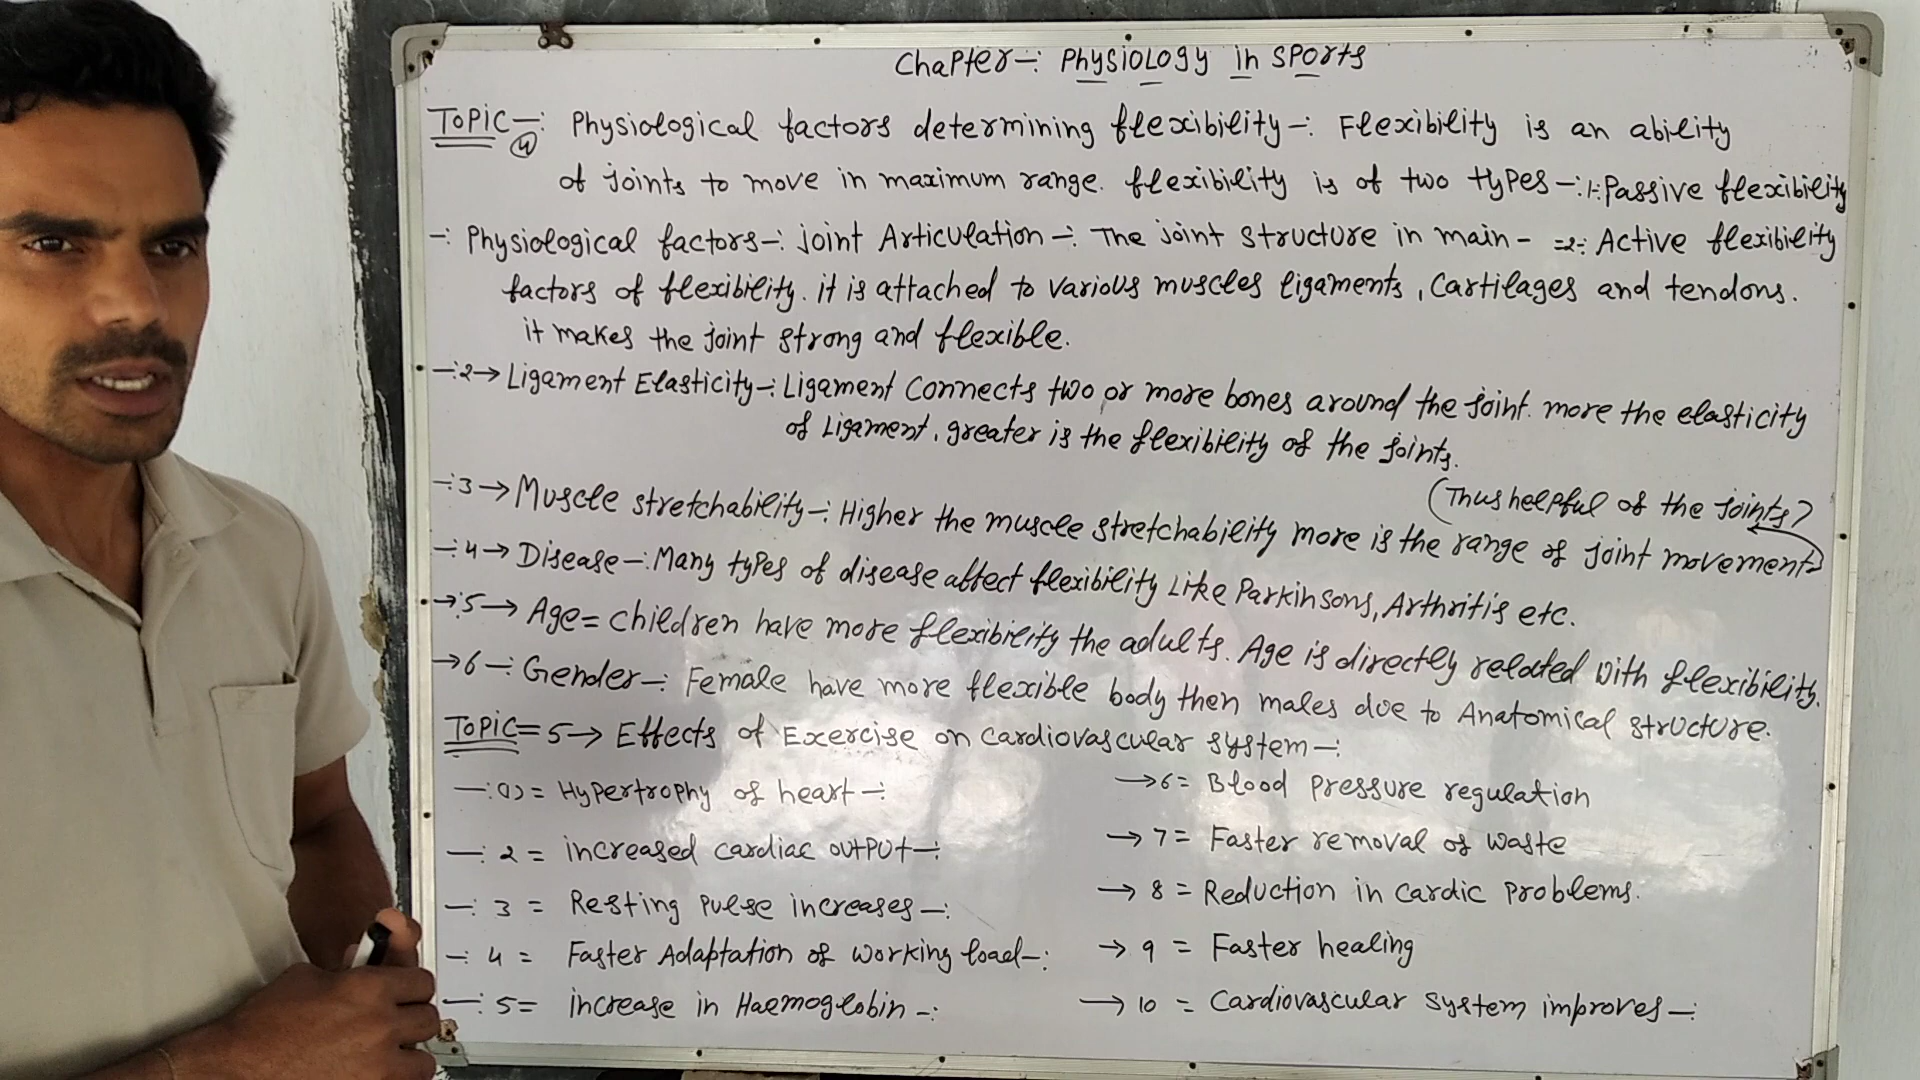 Chapter-: Physiology in Sports
Topic-: Physiological factors determining flexibility-: Flexibility is an ability
4
of joints to move in maximum range. flexibility is of two types-: 1-: Passive flexibility
-: Physiological factors-: joint Articulation-: The joint structure in main - =2-: Active flexibility
factors of flexibility. it is attached to various muscles ligaments, Cartilages and tendons.
it makes the joint strong and flexible.
-:2→ Ligament Elasticity-: Ligament Connects two or more bones around the joint. more the elasticity
of Ligament, greater is the flexibility of the joints.
-:3→ Muscle stretchability-: Higher the muscle stretchability more is the range of joint movement
(Thus helpful of the joints)
-:4→ Disease-: Many types of disease affect flexibility Like Parkinsons, Arthritis etc.
→:5→ Age= children have more flexibility the adults. Age is directly related with flexibility.
→6-: Gender-: Female have more flexible body then males due to Anatomical structure.
Topic=5→ Effects of Exercise on cardiovascular system-:
-:(1)= Hypertrophy of heart-:
-: 2 = increased cardiac output-:
-: 3 = Resting pulse increases-:
-: 4 = Faster Adaptation of working load-:
-: 5= increase in Haemoglobin-:
→6= Blood pressure regulation
→ 7= Faster removal of waste
→ 8 = Reduction in cardic problems.
→ 9 = Faster healing
→ 10 = Cardiovascular system improves-: